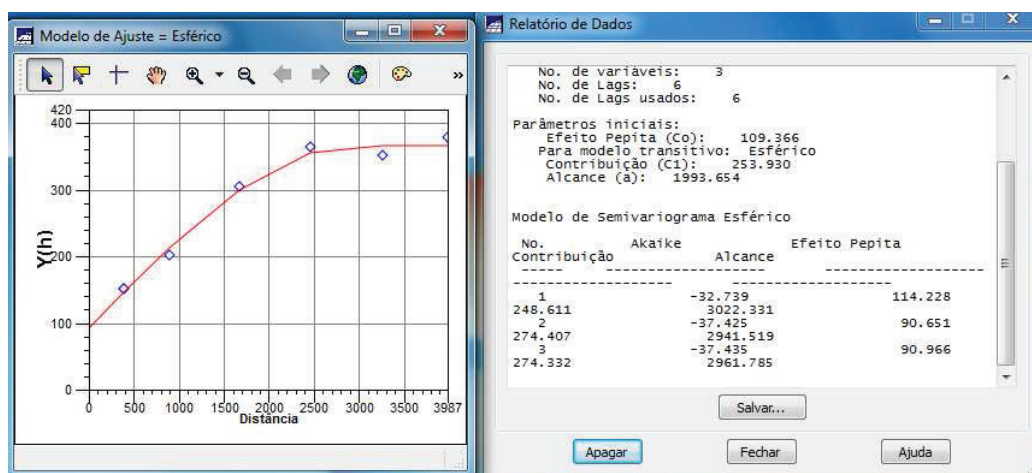 Modelo de Ajuste = Esférico
»
420
400
300
200
100
0
Y(h)
0 500 1000 1500 2000 2500 3000 3500 3987
Distância
Relatório de Dados
No. de variáveis: 3
No. de Lags: 6
No. de Lags usados: 6
Parâmetros iniciais:
Efeito Pepita (Co): 109.366
Para modelo transitivo: Esférico
Contribuição (C1): 253.930
Alcance (a): 1993.654
Modelo de Semivariograma Esférico
No. Akaike Efeito Pepita
Contribuição Alcance
----- -------------------- --------------------
-------------------- --------------------
1 -32.739 114.228
248.611 3022.331
2 -37.425 90.651
274.407 2941.519
3 -37.435 90.966
274.332 2961.785
Salvar...
Apagar Fechar Ajuda